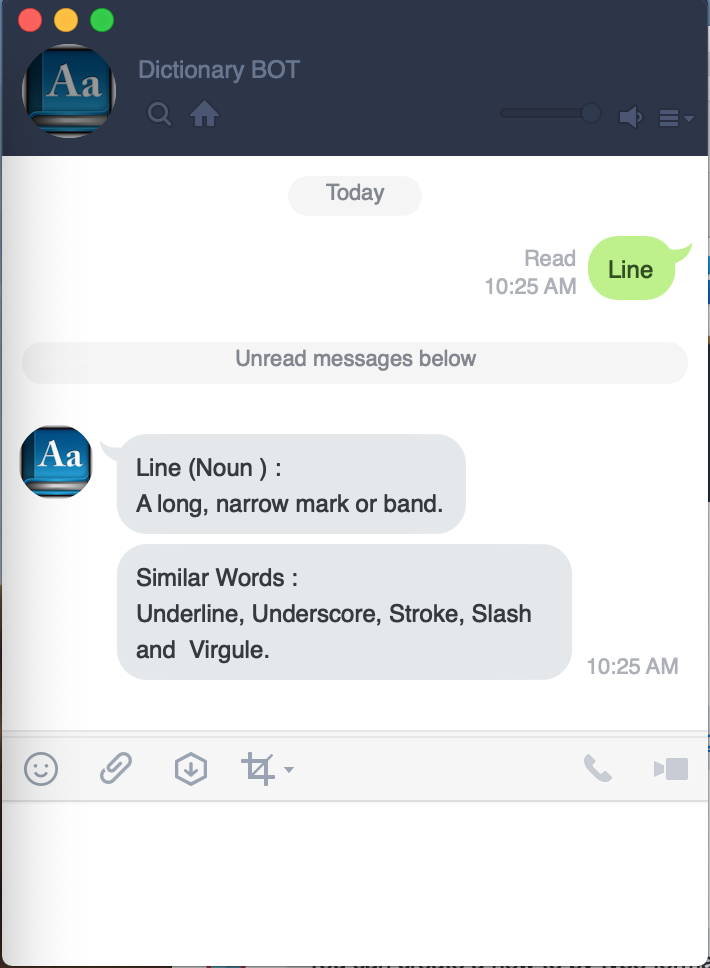 Aa
Dictionary BOT
Today
Read
10:25 AM
Line
Unread messages below
Aa
Line (Noun ) :
A long, narrow mark or band.
Similar Words :
Underline, Underscore, Stroke, Slash
and  Virgule.
10:25 AM